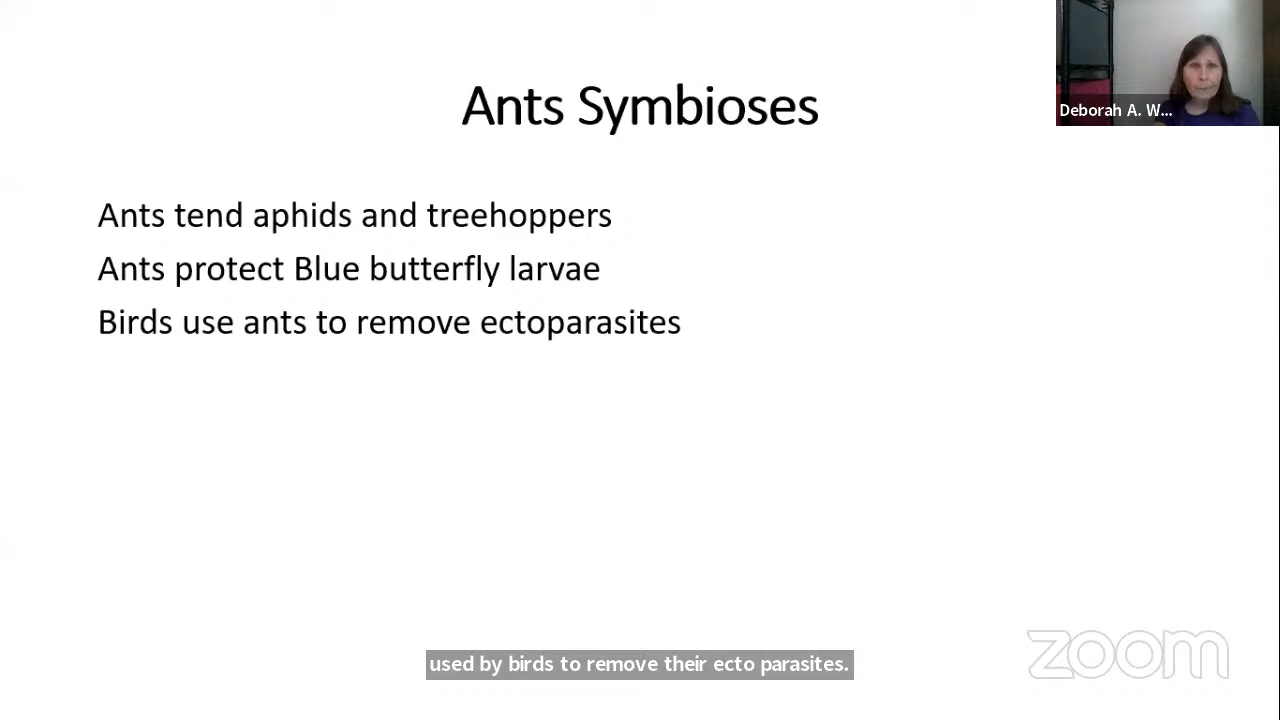 Ants Symbioses
Deborah A. W...
Ants tend aphids and treehoppers
Ants protect Blue butterfly larvae
Birds use ants to remove ectoparasites
used by birds to remove their ecto parasites.
zoom